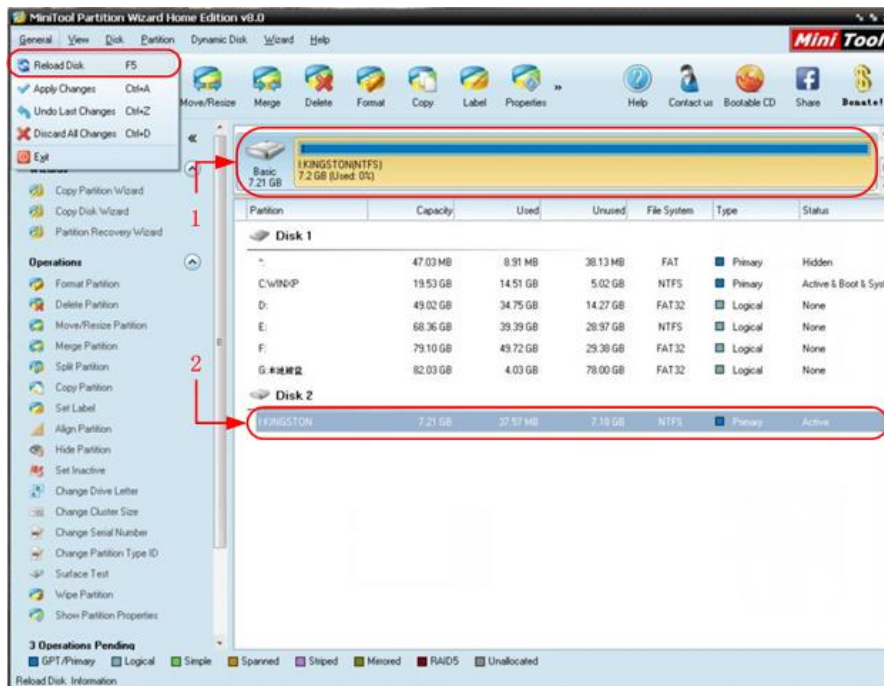 MiniTool Partition Wizard Home Edition v8.0
General View Disk Partition Dynamic Disk Wizard Help
Mini Tool
Reload Disk F5
Apply Changes Ctrl+A
Undo Last Changes Ctrl+Z
Discard All Changes Ctrl+D
Exit
Move/Resize Merge Delete Format Copy Label Properties » Help Contact us Bootable CD Share Donate!
Basic
7.21 GB
I:KINGSTON(NTFS)
7.2 GB (Used: 0%)
1
Wizards
Copy Partition Wizard
Copy Disk Wizard
Partition Recovery Wizard
Operations
Format Partition
Delete Partition
Move/Resize Partition
Merge Partition
Split Partition
Copy Partition
Set Label
Align Partition
Hide Partition
Set Inactive
Change Drive Letter
Change Cluster Size
Change Serial Number
Change Partition Type ID
Surface Test
Wipe Partition
Show Partition Properties
3 Operations Pending
Partition Capacity Used Unused File System Type Status
Disk 1
*: 47.03 MB 8.91 MB 38.13 MB FAT Primary Hidden
C:WINXP 19.53 GB 14.51 GB 5.02 GB NTFS Primary Active & Boot & Sys
D: 49.02 GB 34.75 GB 14.27 GB FAT32 Logical None
E: 68.36 GB 39.39 GB 28.97 GB NTFS Logical None
F: 79.10 GB 49.72 GB 29.38 GB FAT32 Logical None
G: 82.03 GB 4.03 GB 78.00 GB FAT32 Logical None
Disk 2
2
I:KINGSTON 7.21 GB 37.57 MB 7.18 GB NTFS Primary Active
GPT/Primary Logical Simple Spanned Striped Mirrored RAID5 Unallocated
Reload Disk Information